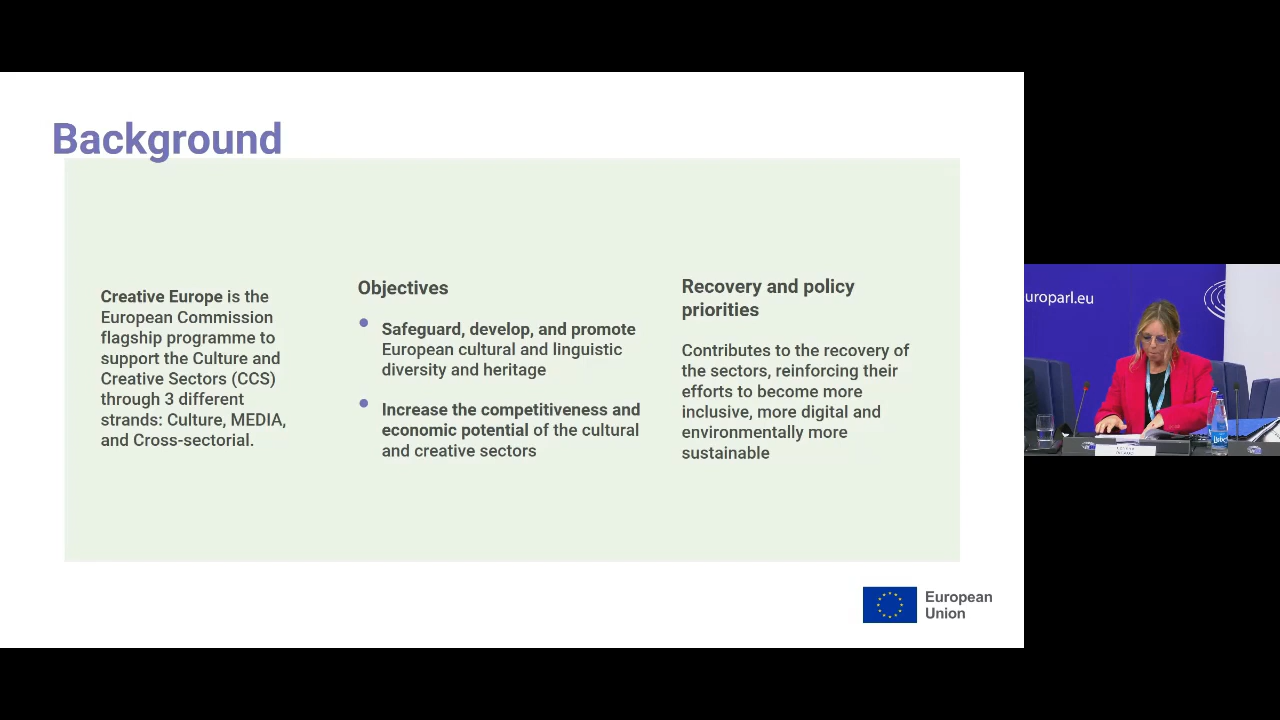 Background
Creative Europe is the
European Commission
flagship programme to
support the Culture and
Creative Sectors (CCS)
through 3 different
strands: Culture, MEDIA,
and Cross-sectorial.
Objectives
Safeguard, develop, and promote
European cultural and linguistic
diversity and heritage
Increase the competitiveness and
economic potential of the cultural
and creative sectors
Recovery and policy
priorities
Contributes to the recovery of
the sectors, reinforcing their
efforts to become more
inclusive, more digital and
environmentally more
sustainable
European
Union
uroparl.eu